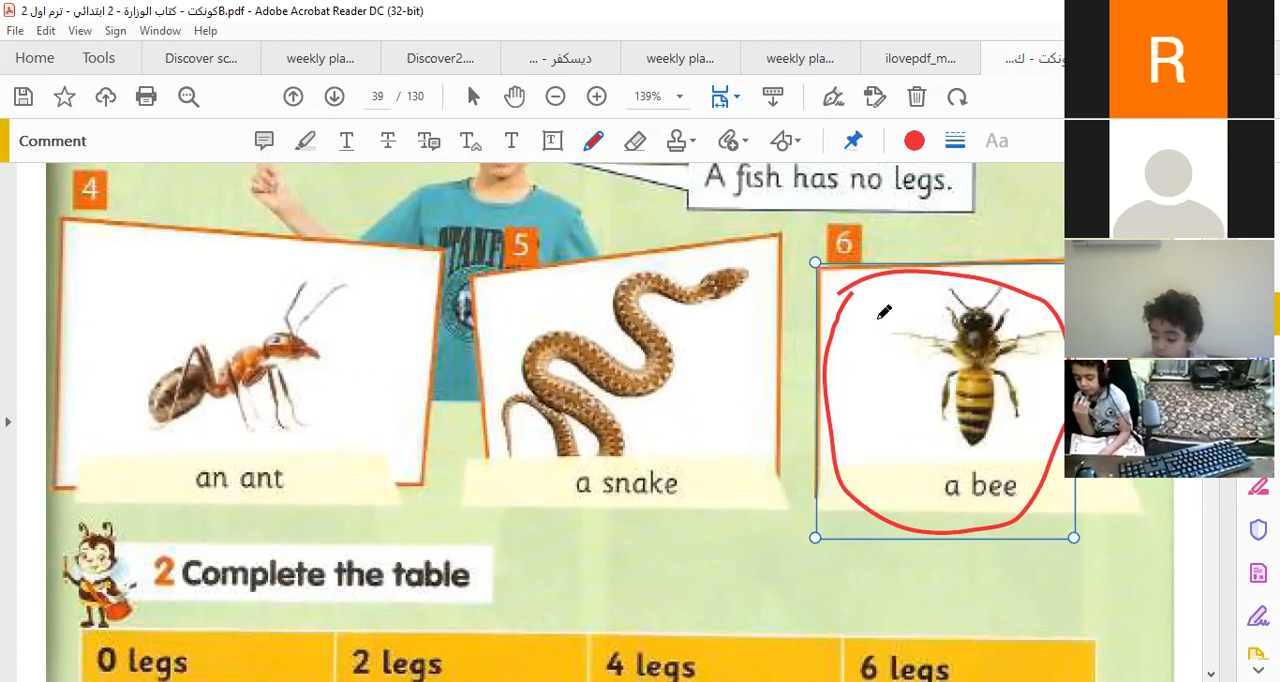 كونكت - كتاب الوزارة - 2 ابتدائي - ترم اول 2B.pdf - Adobe Acrobat Reader DC (32-bit)
File Edit View Sign Window Help
Home Tools Discover sc... weekly pla... Discover2.... ديسكفر - ... weekly pla... weekly pla... ilovepdf_m... ونكت - ك...
39 / 130 139%
Comment
T T T T T Aa
R
A fish has no legs.
4
5
6
an ant
a snake
a bee
2 Complete the table
0 legs 2 legs 4 legs 6 legs